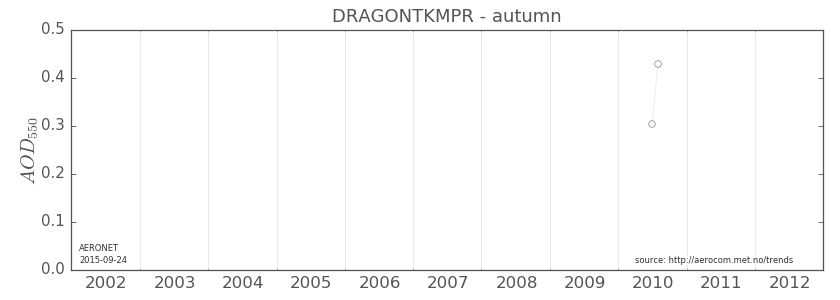 DRAGONTKMPR - autumn
0.5
0.4
0.3
0.2
0.1
0.0
AOD550
AERONET
2015-09-24
source: http://aerocom.met.no/trends
2002 2003 2004 2005 2006 2007 2008 2009 2010 2011 2012